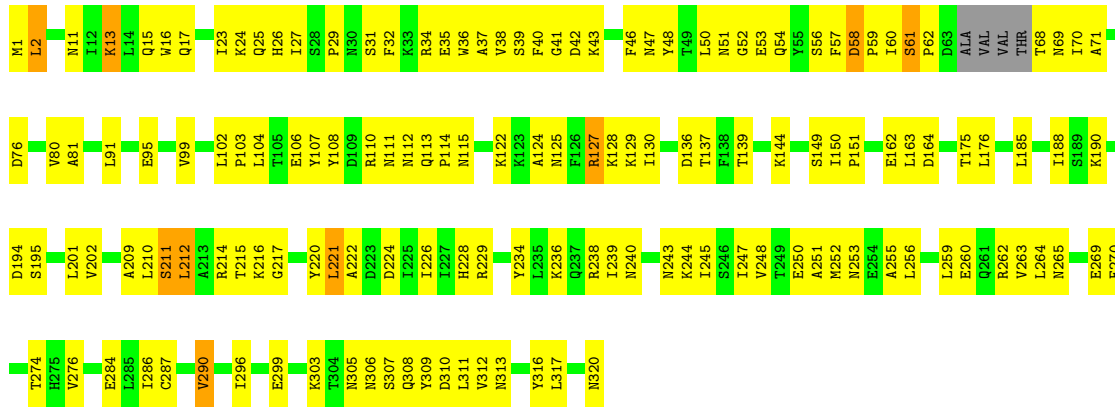 M1 L2 N11 I12 K13 L14 Q15 W16 Q17 I23 K24 Q25 H26 I27 S28 P29 N30 S31 F32 K33 R34 E35 W36 A37 V38 S39 F40 G41 D42 K43 F46 N47 Y48 T49 L50 N51 G52 E53 Q54 Y55 S56 F57 D58 P59 I60 S61 P62 D63 ALA VAL VAL THR T68 N69 I70 A71
D76 V80 A81 L91 E95 V99 L102 P103 L104 T105 E106 Y107 Y108 D109 R110 N111 N112 Q113 P114 N115 K122 K123 A124 N125 F126 R127 K128 K129 T130 D136 T137 F138 T139 K144 S149 I150 P151 E162 L163 D164 T175 L176 L185 I188 S189 K190
D194 S195 L201 V202 A209 L210 S211 L212 A213 R214 T215 K216 G217 Y220 L221 A222 D223 D224 I225 I226 I227 H228 R229 Y234 L235 K236 Q237 R238 I239 N240 N243 K244 I245 S246 I247 V248 T249 E250 A251 M252 N253 E254 A255 L256 L259 E260 Q261 R262 V263 L264 N265 E269
T274 H275 V276 E284 L285 I286 C287 V290 I296 E299 K303 T304 N305 N306 S307 Q308 Y309 D310 L311 V312 N313 Y316 L317 N320